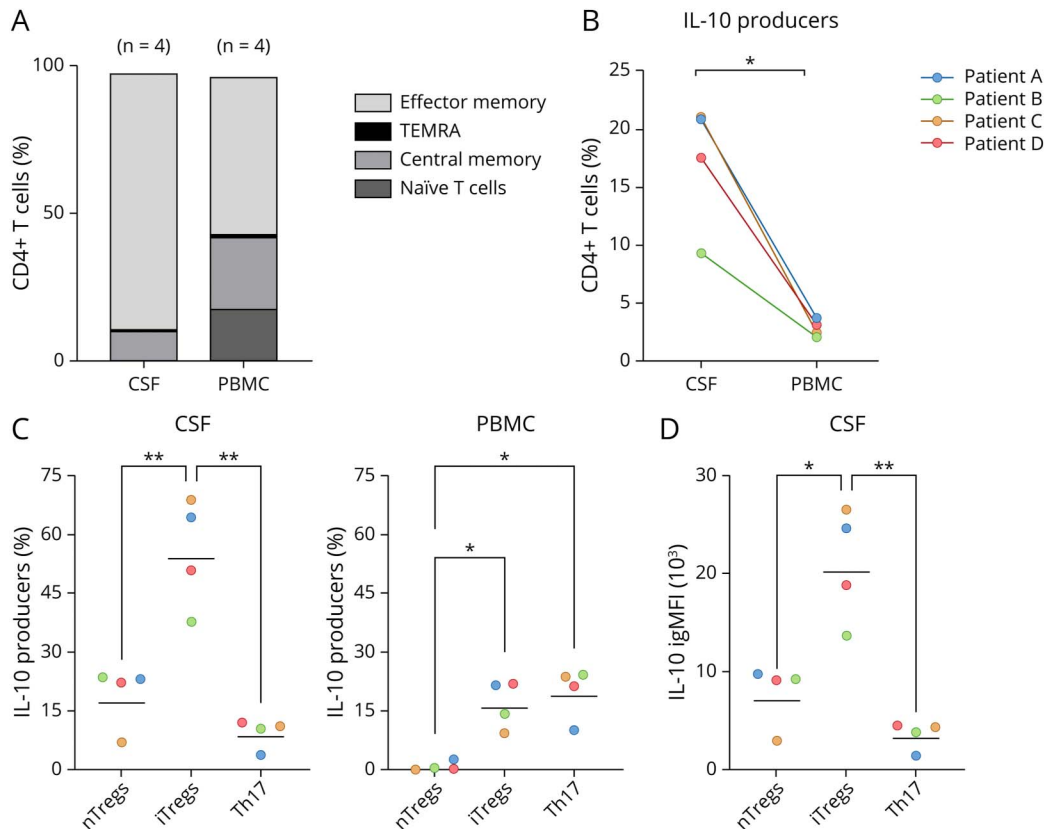 A
(n = 4) (n = 4)
100
50
0
CD4+ T cells (%)
CSF PBMC
Effector memory
TEMRA
Central memory
Naïve T cells
B
IL-10 producers
*
25
20
15
10
5
0
CD4+ T cells (%)
CSF PBMC
Patient A
Patient B
Patient C
Patient D
C
CSF
** **
75
60
45
30
15
0
IL-10 producers (%)
nTregs iTregs Th17
PBMC
*
*
75
60
45
30
15
0
IL-10 producers (%)
nTregs iTregs Th17
D
CSF
* **
30
20
10
0
IL-10 igMFI (10³)
nTregs iTregs Th17